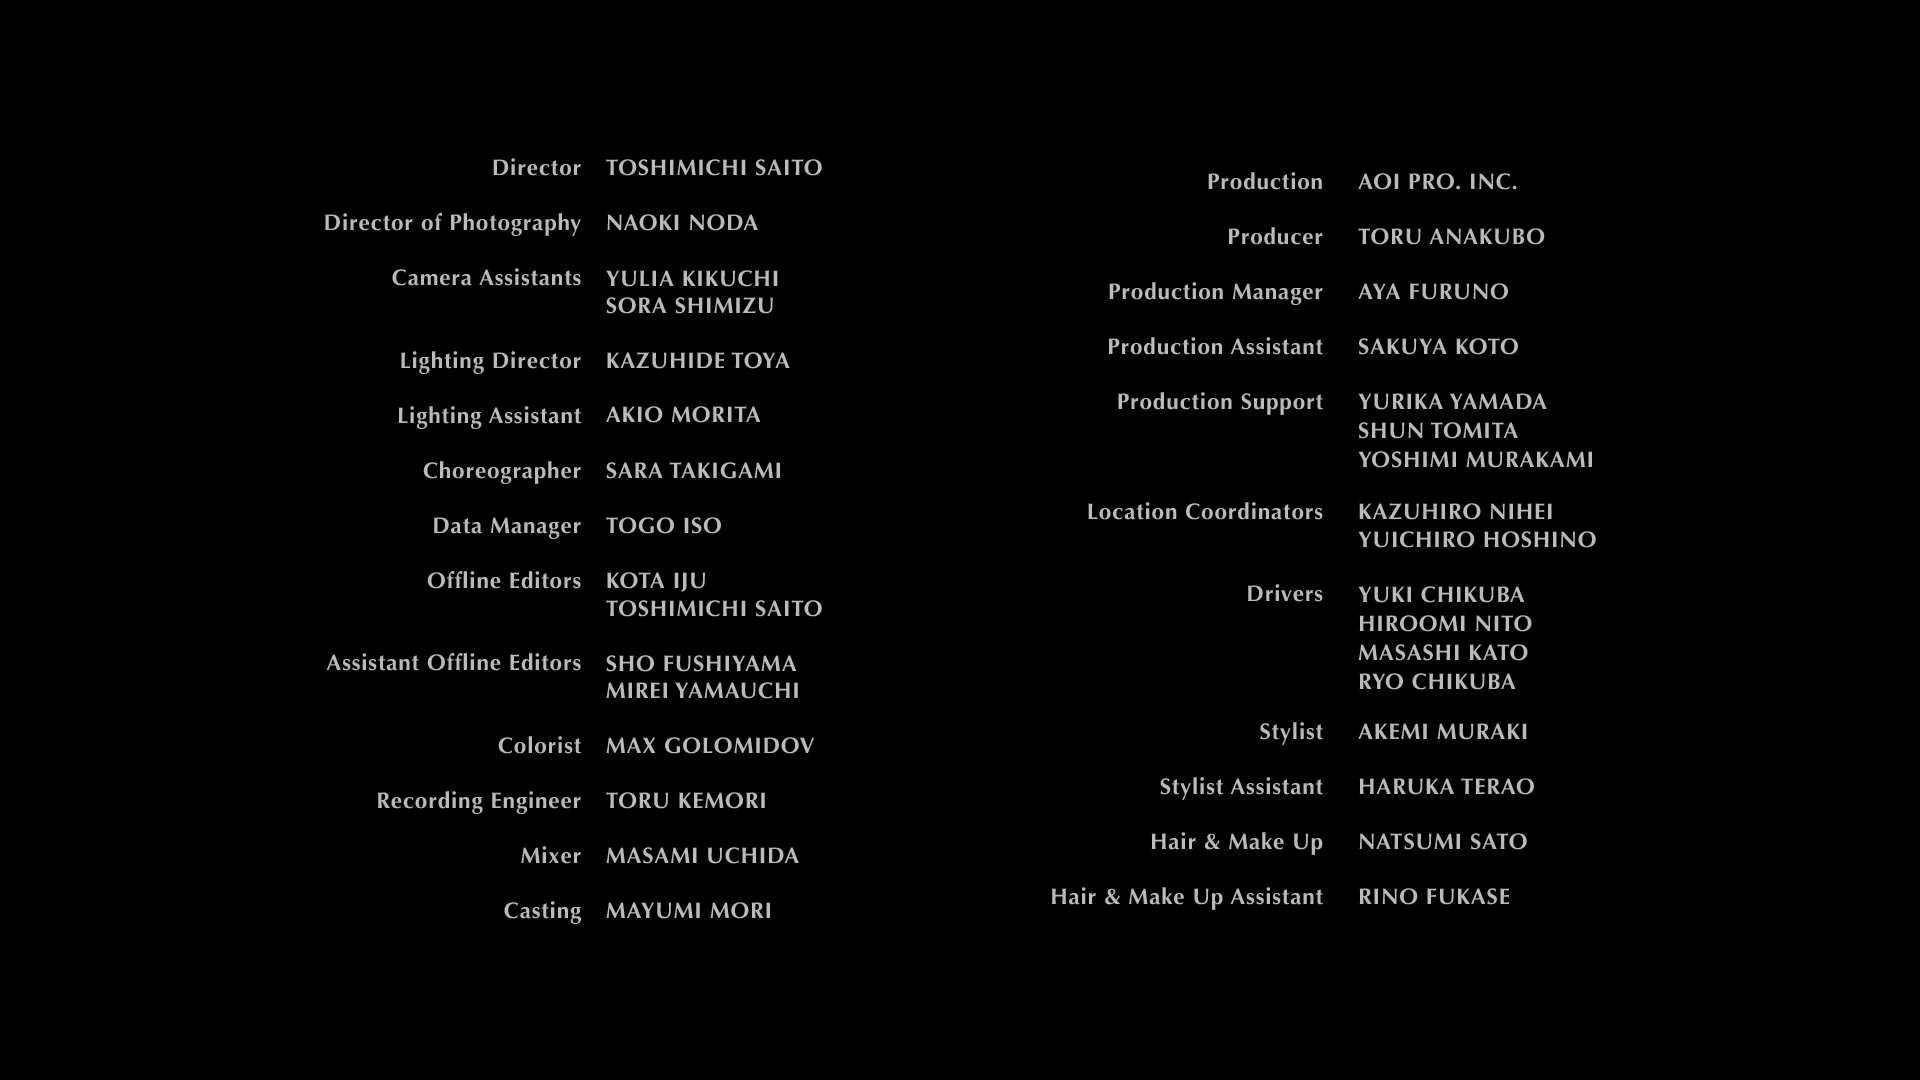 Director TOSHIMICHI SAITO
Director of Photography NAOKI NODA
Camera Assistants YULIA KIKUCHI
SORA SHIMIZU
Lighting Director KAZUHIDE TOYA
Lighting Assistant AKIO MORITA
Choreographer SARA TAKIGAMI
Data Manager TOGO ISO
Offline Editors KOTA IJU
TOSHIMICHI SAITO
Assistant Offline Editors SHO FUSHIYAMA
MIREI YAMAUCHI
Colorist MAX GOLOMIDOV
Recording Engineer TORU KEMORI
Mixer MASAMI UCHIDA
Casting MAYUMI MORI
Production AOI PRO. INC.
Producer TORU ANAKUBO
Production Manager AYA FURUNO
Production Assistant SAKUYA KOTO
Production Support YURIKA YAMADA
SHUN TOMITA
YOSHIMI MURAKAMI
Location Coordinators KAZUHIRO NIHEI
YUICHIRO HOSHINO
Drivers YUKI CHIKUBA
HIROOMI NITO
MASASHI KATO
RYO CHIKUBA
Stylist AKEMI MURAKI
Stylist Assistant HARUKA TERAO
Hair & Make Up NATSUMI SATO
Hair & Make Up Assistant RINO FUKASE